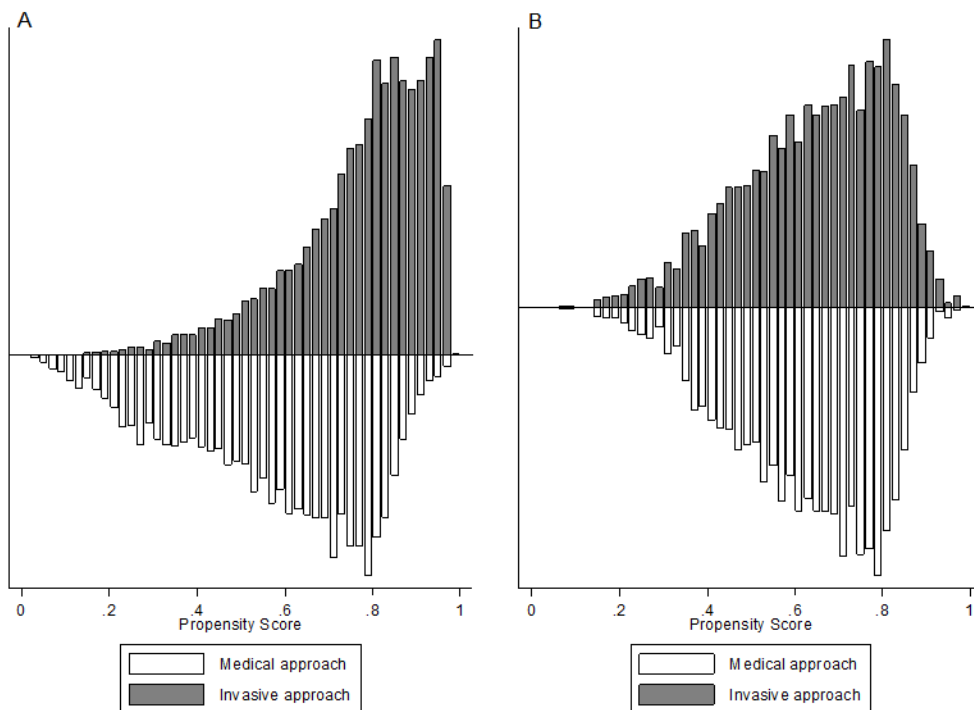 A
0 .2 .4 .6 .8 1
Propensity Score
Medical approach
Invasive approach
B
0 .2 .4 .6 .8 1
Propensity Score
Medical approach
Invasive approach